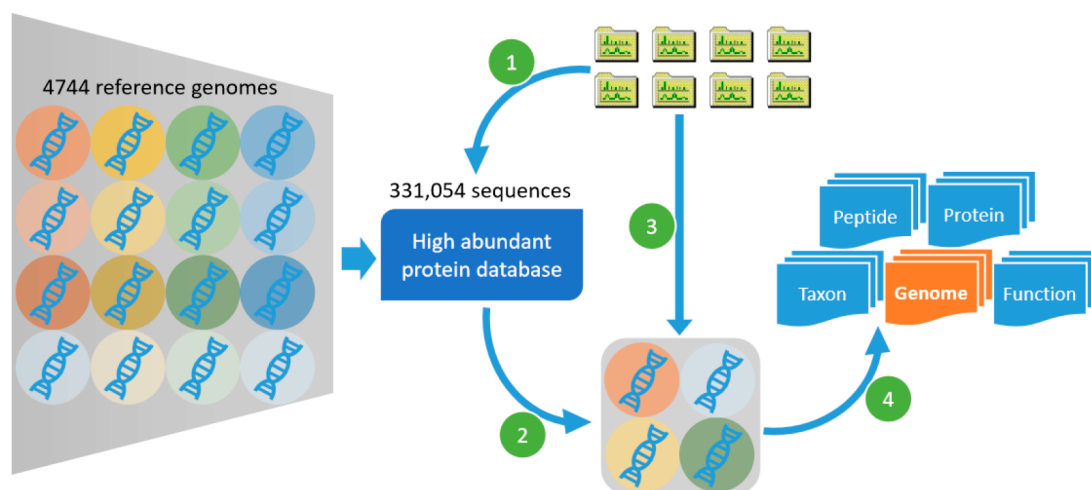 4744 reference genomes
1
331,054 sequences
High abundant
protein database
3
2
4
Peptide
Protein
Taxon
Genome
Function